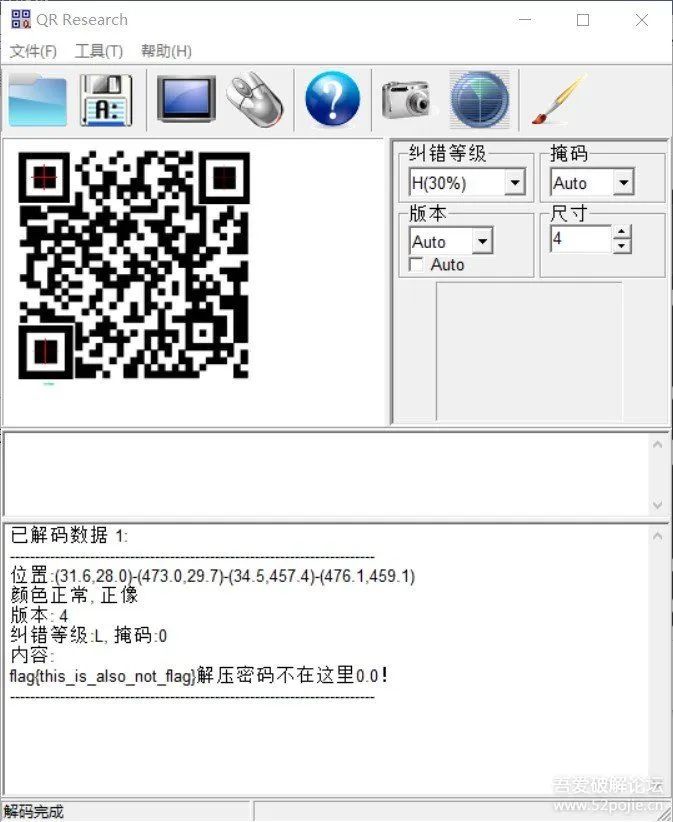 QR Research
文件(F) 工具(T) 帮助(H)
A:
纠错等级
掩码
H(30%)
Auto
版本
尺寸
Auto
4
Auto
已解码数据 1:
位置:(31.6,28.0)-(473.0,29.7)-(34.5,457.4)-(476.1,459.1)
颜色正常, 正像
版本: 4
纠错等级:L, 掩码:0
内容:
flag{this_is_also_not_flag}解压密码不在这里0.0!
解码完成
吾爱破解论坛
www.52pojie.cn